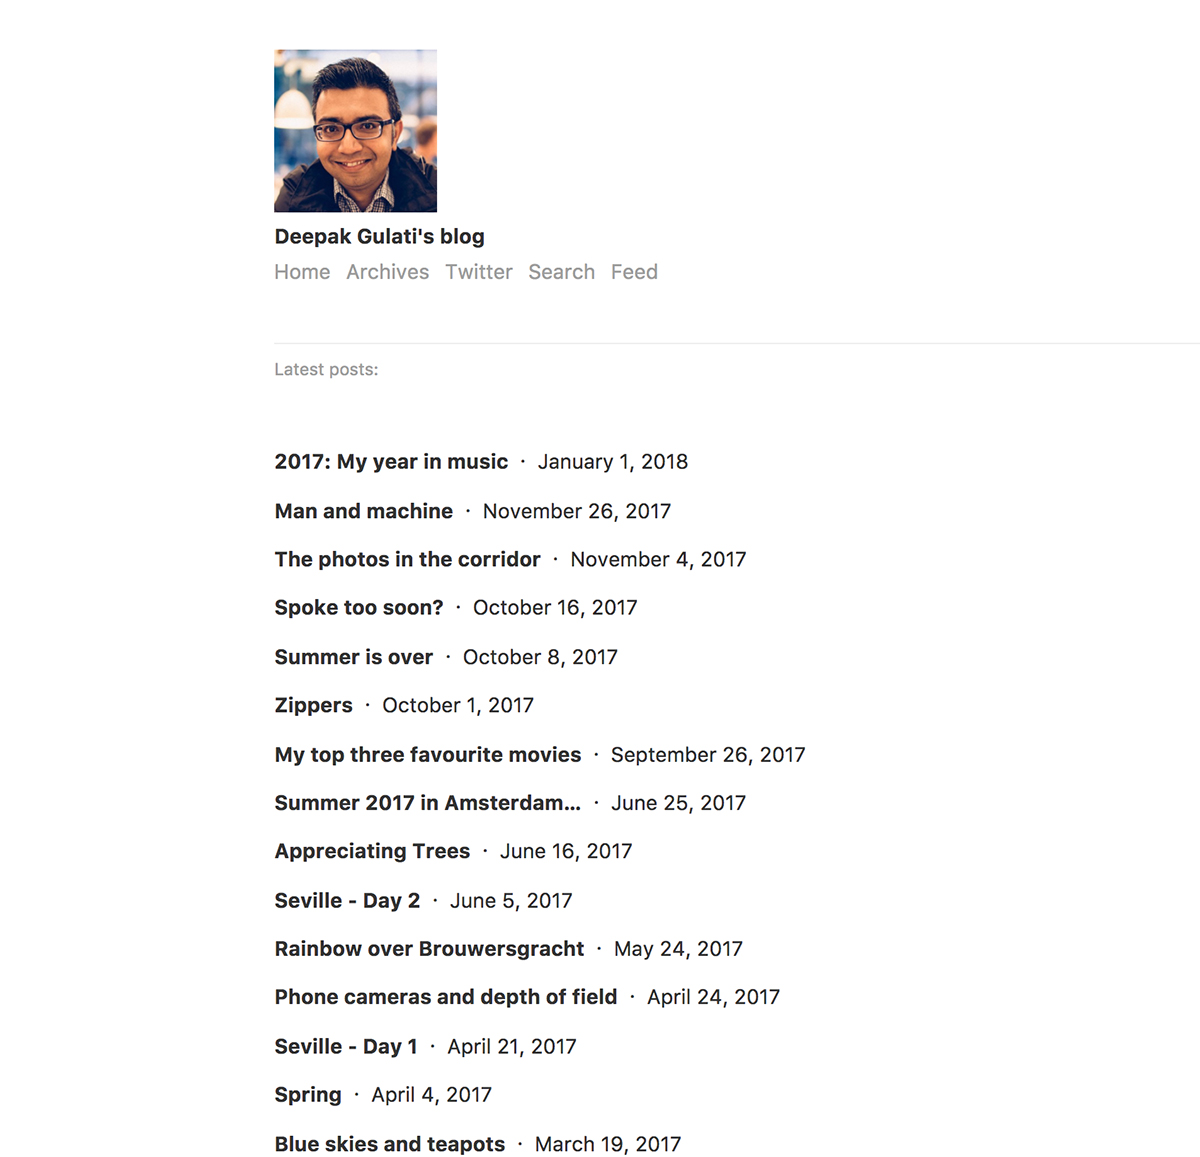 Deepak Gulati's blog
Home Archives Twitter Search Feed
Latest posts:
2017: My year in music · January 1, 2018
Man and machine · November 26, 2017
The photos in the corridor · November 4, 2017
Spoke too soon? · October 16, 2017
Summer is over · October 8, 2017
Zippers · October 1, 2017
My top three favourite movies · September 26, 2017
Summer 2017 in Amsterdam... · June 25, 2017
Appreciating Trees · June 16, 2017
Seville - Day 2 · June 5, 2017
Rainbow over Brouwersgracht · May 24, 2017
Phone cameras and depth of field · April 24, 2017
Seville - Day 1 · April 21, 2017
Spring · April 4, 2017
Blue skies and teapots · March 19, 2017